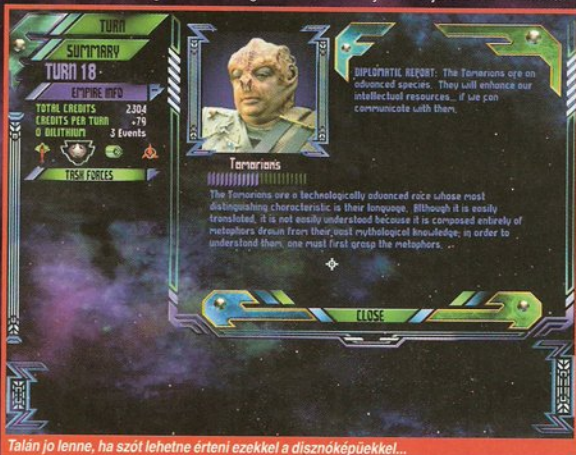 TURN
SUMMARY
TURN 18
EMPIRE INFO
TOTAL CREDITS 2304
CREDITS PER TURN +79
0 DILITHIUM 3 Events
TASK FORCES
DIPLOMATIC REPORT: The Tamarians are an
advanced species. They will enhance our
intellectual resources... if we can
communicate with them.
Tamarians
The Tamarians are a technologically advanced race whose most
distinguishing characteristic is their language. Although it is easily
translated, it is not easily understood because it is composed entirely of
metaphors drawn from their vast mythological knowledge; in order to
understand them, one must first grasp the metaphors.
CLOSE
Talán jo lenne, ha szót lehetne érteni ezekkel a disznóképüekkel...